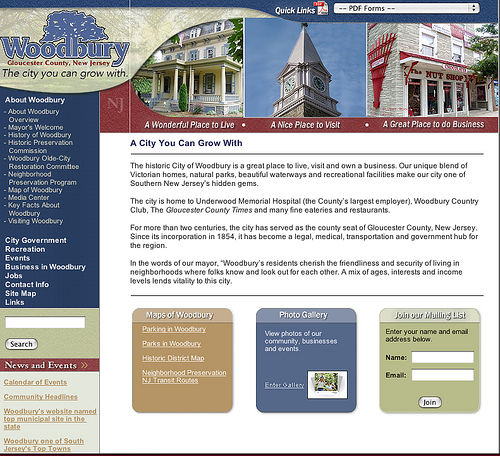 Quick Links
-- PDF Forms --
Woodbury
Gloucester County, New Jersey
The city you can grow with.
NJ
The NUT SHOPPE
A Wonderful Place to Live • A Nice Place to Visit • A Great Place to do Business
About Woodbury
- About Woodbury
Overview
- Mayor's Welcome
- History of Woodbury
- Historic Preservation
Commission
- Woodbury Olde-City
Restoration Committee
- Neighborhood
Preservation Program
- Map of Woodbury
- Media Center
- Key Facts About
Woodbury
- Visiting Woodbury
City Government
Recreation
Events
Business in Woodbury
Jobs
Contact Info
Site Map
Links
Search
News and Events >>
Calendar of Events
Community Headlines
Woodbury's website named
top municipal site in the
state
Woodbury one of South
Jersey's Top Towns
A City You Can Grow With
The historic City of Woodbury is a great place to live, visit and own a business. Our unique blend of
Victorian homes, natural parks, beautiful waterways and recreational facilities make our city one of
Southern New Jersey's hidden gems.
The city is home to Underwood Memorial Hospital (the County's largest employer), Woodbury Country
Club, The Gloucester County Times and many fine eateries and restaurants.
For more than two centuries, the city has served as the county seat of Gloucester County, New Jersey.
Since its incorporation in 1854, it has become a legal, medical, transportation and government hub for
the region.
In the words of our mayor, "Woodbury's residents cherish the friendliness and security of living in
neighborhoods where folks know and look out for each other. A mix of ages, interests and income
levels lends vitality to this city.
Maps of Woodbury
Parking in Woodbury
Parks in Woodbury
Historic District Map
Neighborhood Preservation
NJ Transit Routes
Photo Gallery
View photos of our
community, businesses
and events.
Enter Gallery
Join our Mailing List
Enter your name and email
address below.
Name:
Email:
Join